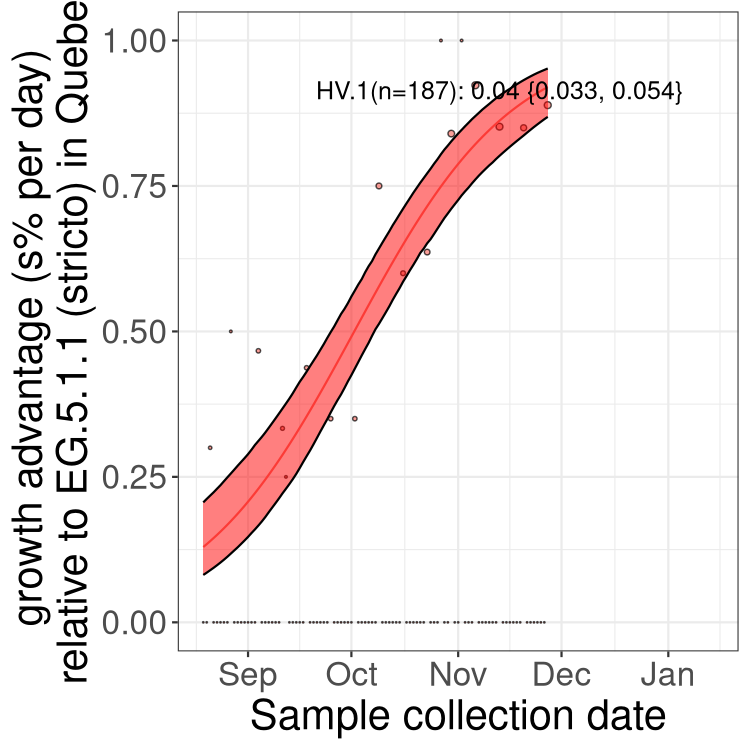 growth advantage (s% per day)
relative to EG.5.1.1 (stricto) in Quebe
1.00
0.75
0.50
0.25
0.00
HV.1(n=187): 0.04 {0.033, 0.054}
Sep Oct Nov Dec Jan
Sample collection date